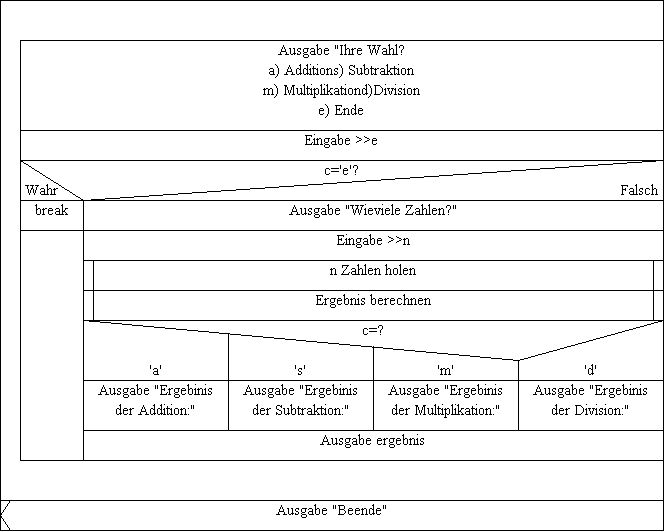 Ausgabe "Ihre Wahl?
a) Additions) Subtraktion
m) Multiplikationd)Division
e) Ende
Eingabe >>e
c='e'?
Wahr
Falsch
break
Ausgabe "Wieviele Zahlen?"
Eingabe >>n
n Zahlen holen
Ergebnis berechnen
c=?
'a'
's'
'm'
'd'
Ausgabe "Ergebinis
der Addition:"
Ausgabe "Ergebinis
der Subtraktion:"
Ausgabe "Ergebinis
der Multiplikation:"
Ausgabe "Ergebinis
der Division:"
Ausgabe ergebnis
Ausgabe "Beende"